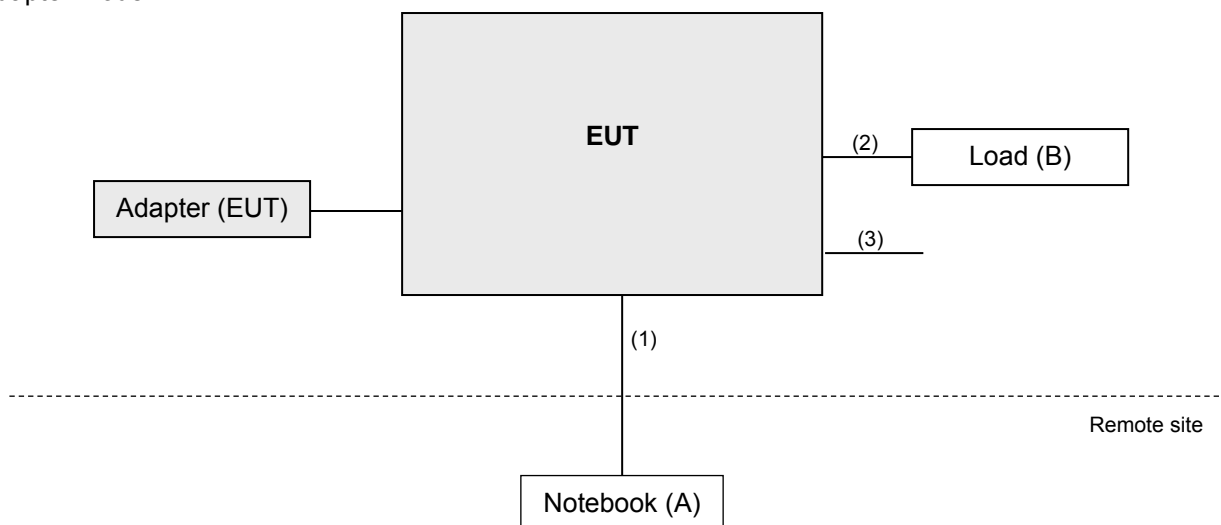 EUT
(2)
Load (B)
Adapter (EUT)
(3)
(1)
Remote site
Notebook (A)